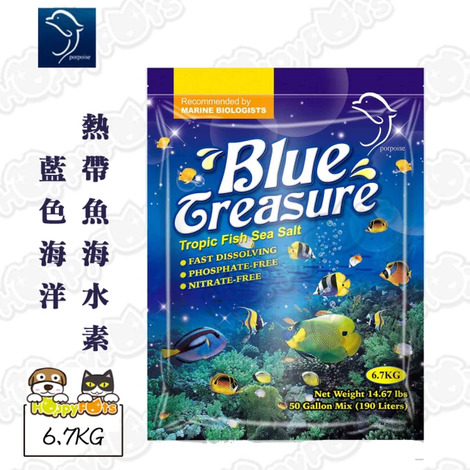 porpoise
熱帶魚海水素
藍色海洋
HappyPets
6.7KG
Recommended by
MARINE BIOLOGISTS
porpoise
Blue
Treasure
Tropic Fish Sea Salt
FAST DISSOLVING
PHOSPHATE-FREE
NITRATE-FREE
6.7KG
Net Weight 14.67 lbs
50 Gallon Mix (190 Liters)